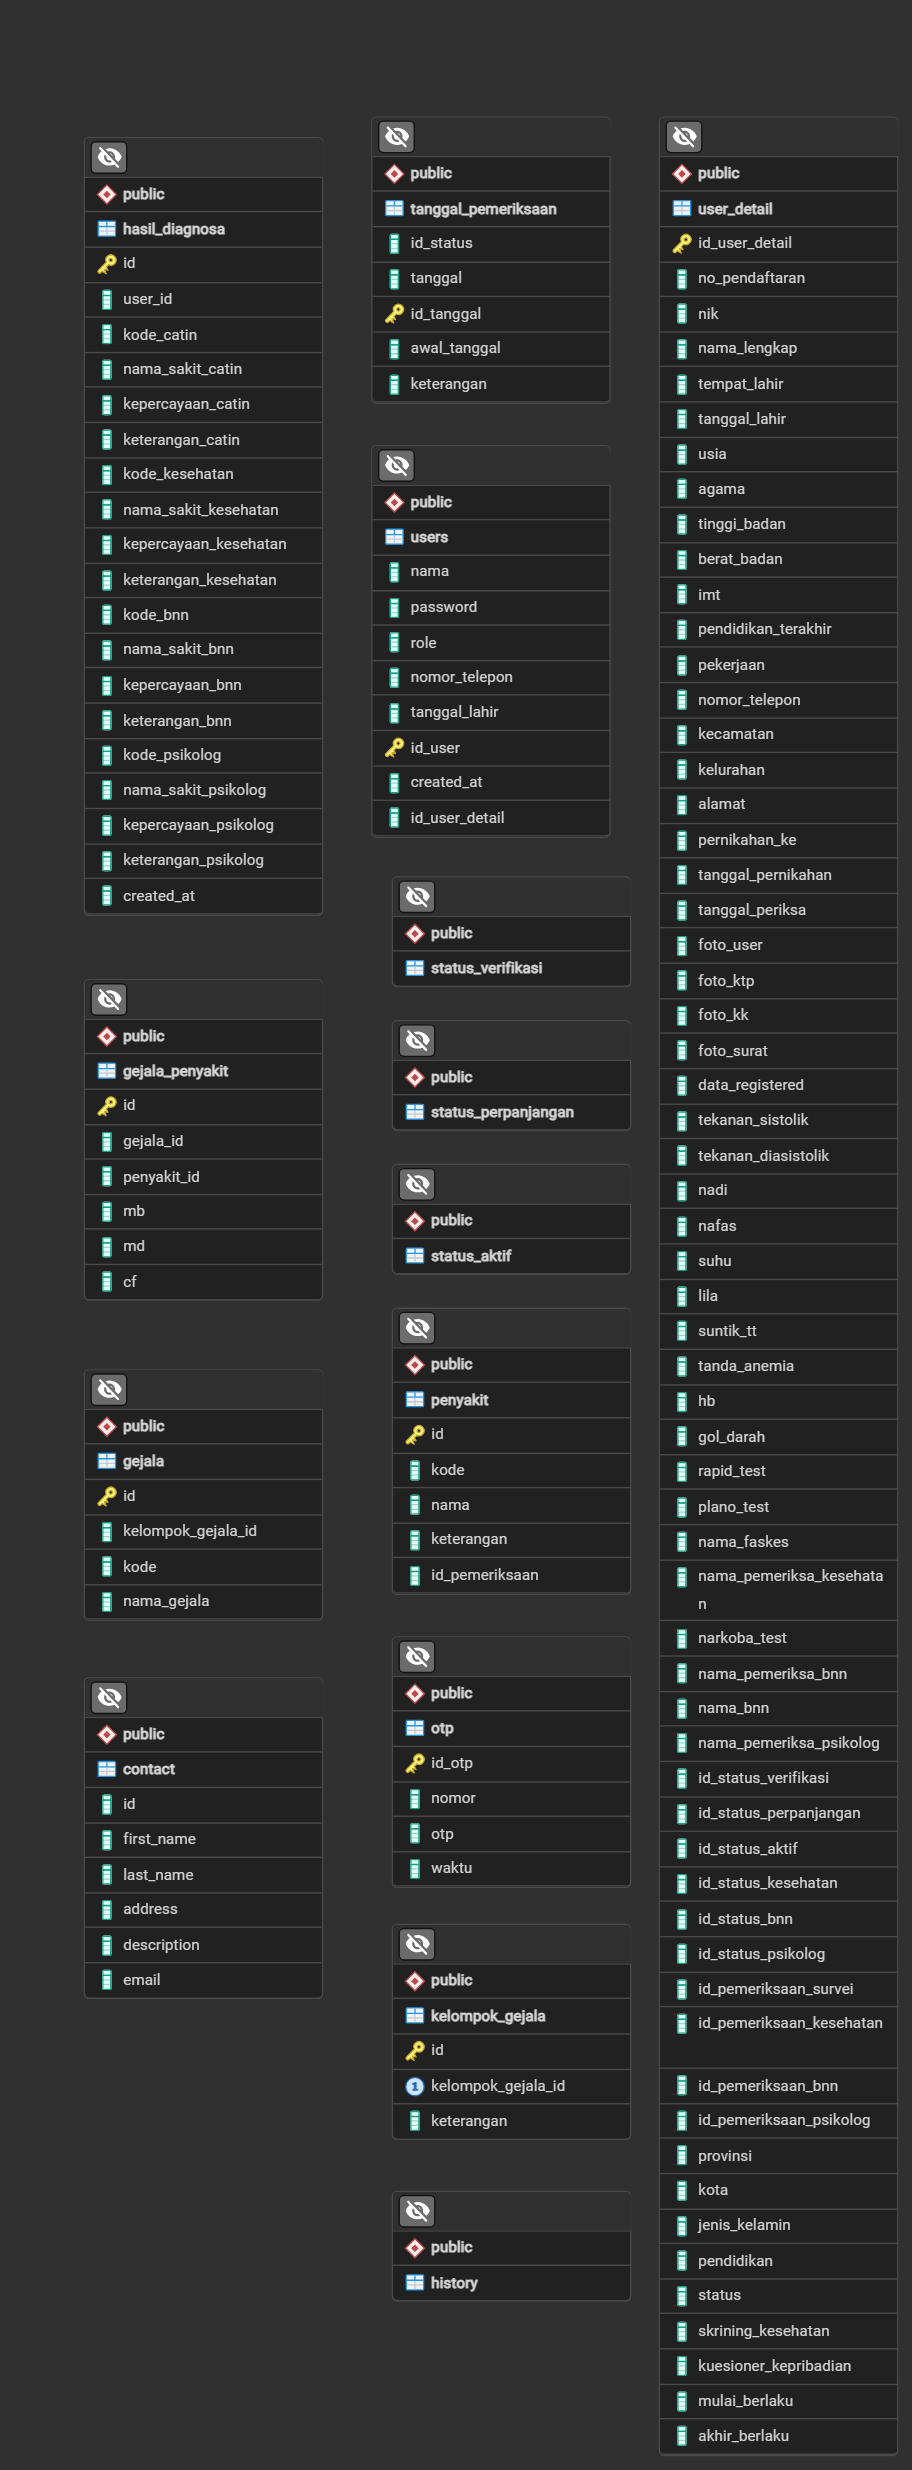 public
hasil_diagnosa
id
user_id
kode_catin
nama_sakit_catin
kepercayaan_catin
keterangan_catin
kode_kesehatan
nama_sakit_kesehatan
kepercayaan_kesehatan
keterangan_kesehatan
kode_bnn
nama_sakit_bnn
kepercayaan_bnn
keterangan_bnn
kode_psikolog
nama_sakit_psikolog
kepercayaan_psikolog
keterangan_psikolog
created_at
public
gejala_penyakit
id
gejala_id
penyakit_id
mb
md
cf
public
gejala
id
kelompok_gejala_id
kode
nama_gejala
public
contact
id
first_name
last_name
address
description
email
public
tanggal_pemeriksaan
id_status
tanggal
id_tanggal
awal_tanggal
keterangan
public
users
nama
password
role
nomor_telepon
tanggal_lahir
id_user
created_at
id_user_detail
public
status_verifikasi
public
status_perpanjangan
public
status_aktif
public
penyakit
id
kode
nama
keterangan
id_pemeriksaan
public
otp
id_otp
nomor
otp
waktu
public
kelompok_gejala
id
1 kelompok_gejala_id
keterangan
public
history
public
user_detail
id_user_detail
no_pendaftaran
nik
nama_lengkap
tempat_lahir
tanggal_lahir
usia
agama
tinggi_badan
berat_badan
imt
pendidikan_terakhir
pekerjaan
nomor_telepon
kecamatan
kelurahan
alamat
pernikahan_ke
tanggal_pernikahan
tanggal_periksa
foto_user
foto_ktp
foto_kk
foto_surat
data_registered
tekanan_sistolik
tekanan_diasistolik
nadi
nafas
suhu
lila
suntik_tt
tanda_anemia
hb
gol_darah
rapid_test
plano_test
nama_faskes
nama_pemeriksa_kesehata
n
narkoba_test
nama_pemeriksa_bnn
nama_bnn
nama_pemeriksa_psikolog
id_status_verifikasi
id_status_perpanjangan
id_status_aktif
id_status_kesehatan
id_status_bnn
id_status_psikolog
id_pemeriksaan_survei
id_pemeriksaan_kesehatan
id_pemeriksaan_bnn
id_pemeriksaan_psikolog
provinsi
kota
jenis_kelamin
pendidikan
status
skrining_kesehatan
kuesioner_kepribadian
mulai_berlaku
akhir_berlaku